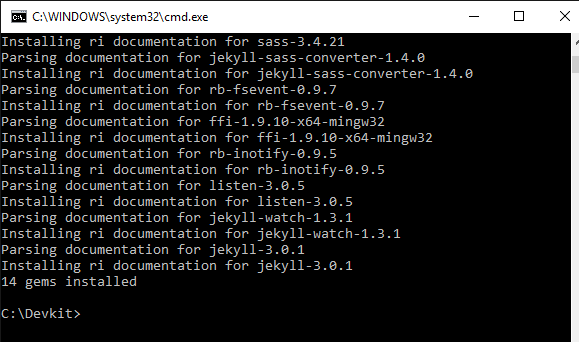 C:\WINDOWS\system32\cmd.exe
Installing ri documentation for sass-3.4.21
Parsing documentation for jekyll-sass-converter-1.4.0
Installing ri documentation for jekyll-sass-converter-1.4.0
Parsing documentation for rb-fsevent-0.9.7
Installing ri documentation for rb-fsevent-0.9.7
Parsing documentation for ffi-1.9.10-x64-mingw32
Installing ri documentation for ffi-1.9.10-x64-mingw32
Parsing documentation for rb-inotify-0.9.5
Installing ri documentation for rb-inotify-0.9.5
Parsing documentation for listen-3.0.5
Installing ri documentation for listen-3.0.5
Parsing documentation for jekyll-watch-1.3.1
Installing ri documentation for jekyll-watch-1.3.1
Parsing documentation for jekyll-3.0.1
Installing ri documentation for jekyll-3.0.1
14 gems installed
C:\Devkit>